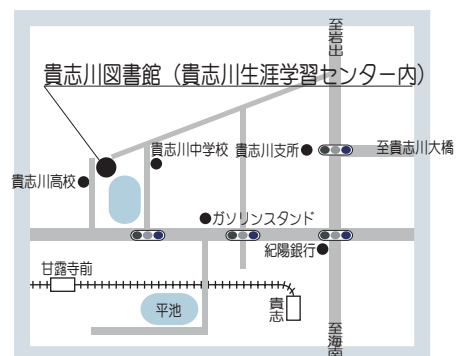 至岩出
貴志川図書館（貴志川生涯学習センター内）
貴志川中学校
貴志川支所
至貴志川大橋
貴志川高校
ガソリンスタンド
紀陽銀行
甘露寺前
平池
貴志
至海南